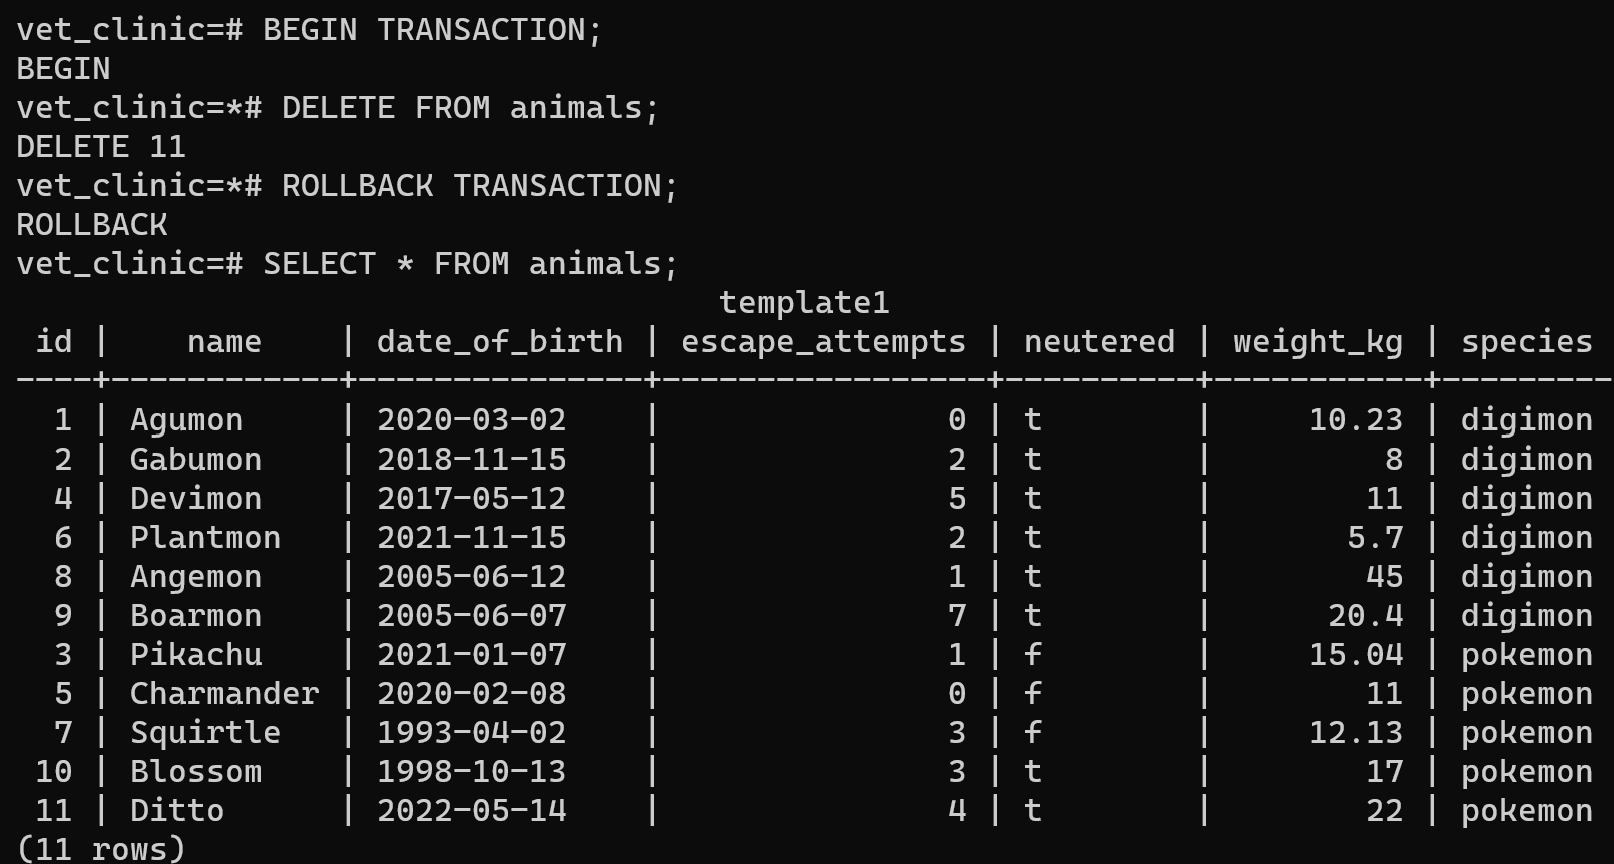 vet_clinic=# BEGIN TRANSACTION;
BEGIN
vet_clinic=*# DELETE FROM animals;
DELETE 11
vet_clinic=*# ROLLBACK TRANSACTION;
ROLLBACK
vet_clinic=# SELECT * FROM animals;
                                     template1
 id |    name    | date_of_birth | escape_attempts | neutered | weight_kg | species
----+------------+---------------+-----------------+----------+-----------+---------
  1 | Agumon     | 2020-03-02    |               0 | t        |     10.23 | digimon
  2 | Gabumon    | 2018-11-15    |               2 | t        |         8 | digimon
  4 | Devimon    | 2017-05-12    |               5 | t        |        11 | digimon
  6 | Plantmon   | 2021-11-15    |               2 | t        |       5.7 | digimon
  8 | Angemon    | 2005-06-12    |               1 | t        |        45 | digimon
  9 | Boarmon    | 2005-06-07    |               7 | t        |      20.4 | digimon
  3 | Pikachu    | 2021-01-07    |               1 | f        |     15.04 | pokemon
  5 | Charmander | 2020-02-08    |               0 | f        |        11 | pokemon
  7 | Squirtle   | 1993-04-02    |               3 | f        |     12.13 | pokemon
 10 | Blossom    | 1998-10-13    |               3 | t        |        17 | pokemon
 11 | Ditto      | 2022-05-14    |               4 | t        |        22 | pokemon
(11 rows)